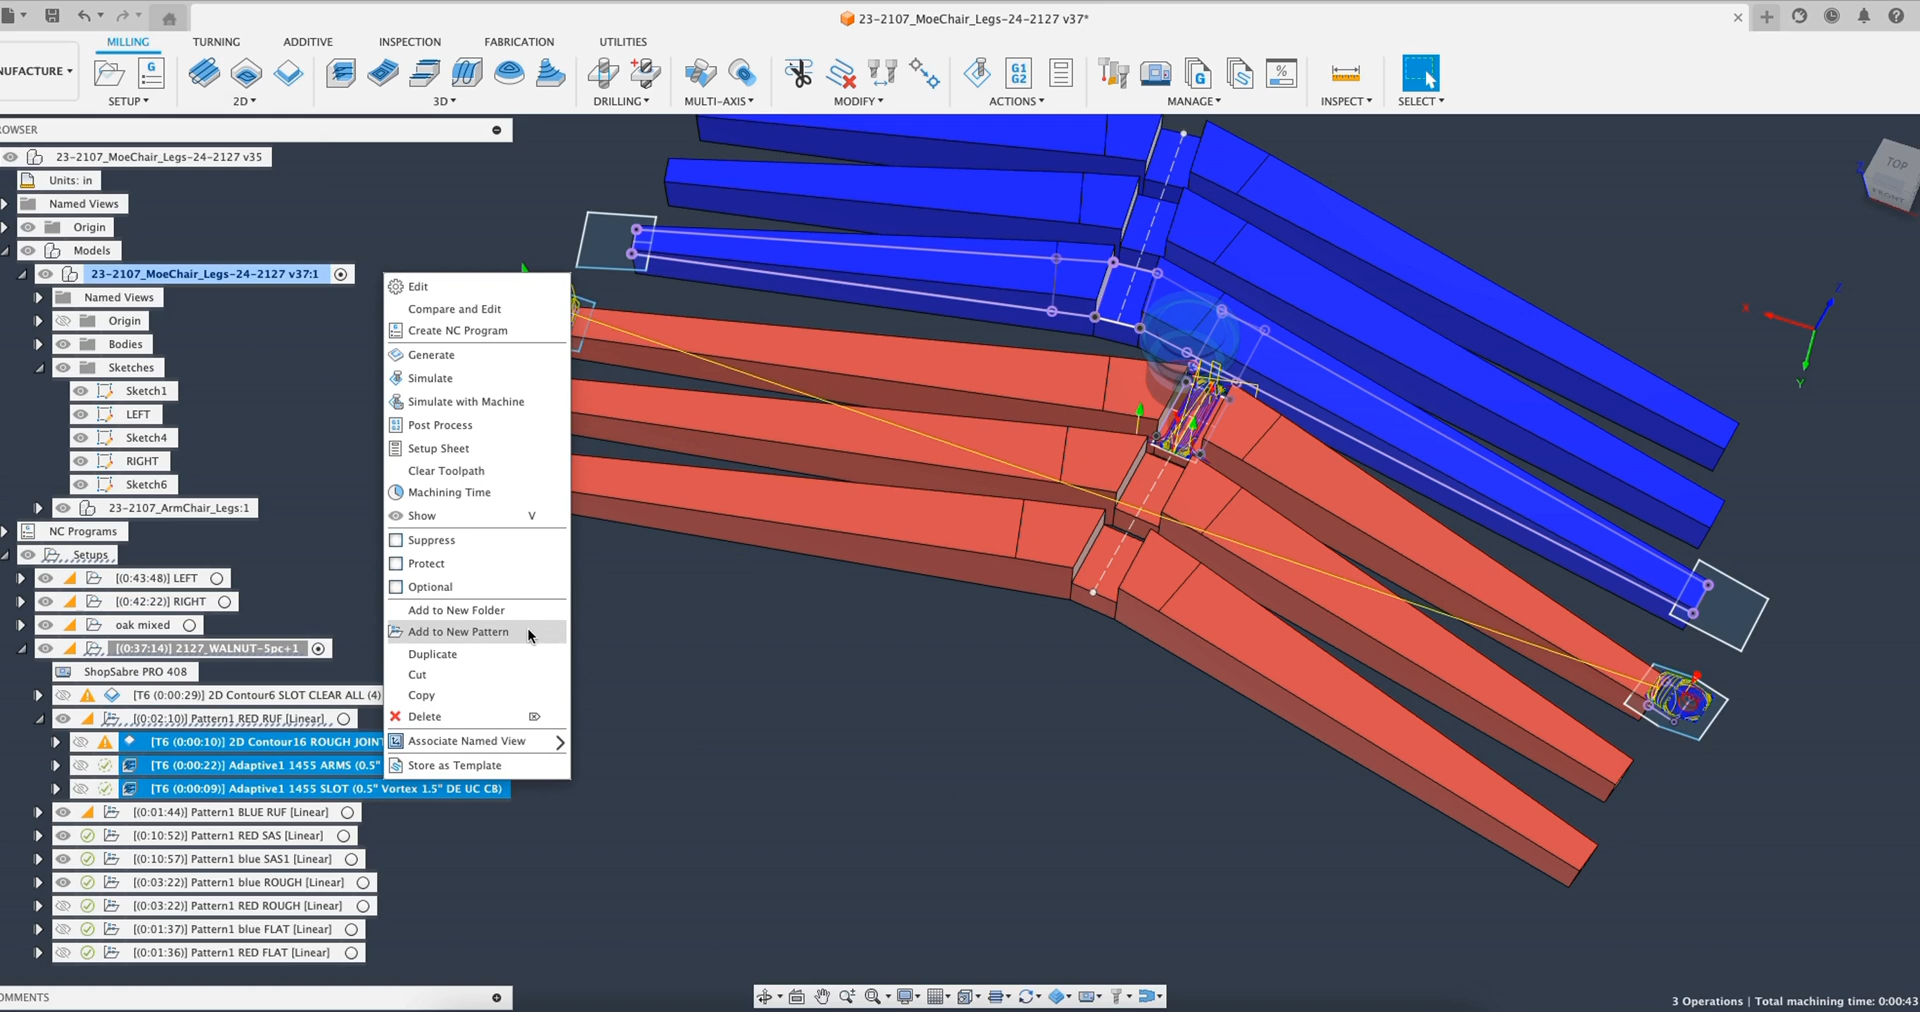 23-2107_MoeChair_Legs-24-2127 v37*
MILLING TURNING ADDITIVE INSPECTION FABRICATION UTILITIES
NUFACTURE
G
G1
G2
G
%
SETUP 2D 3D DRILLING MULTI-AXIS MODIFY ACTIONS MANAGE INSPECT SELECT
ROWSER
23-2107_MoeChair_Legs-24-2127 v35
Units: in
Named Views
Origin
Models
23-2107_MoeChair_Legs-24-2127 v37:1
Named Views
Origin
Bodies
Sketches
Sketch1
LEFT
Sketch4
RIGHT
Sketch6
23-2107_ArmChair_Legs:1
NC Programs
Setups
[(0:43:48) LEFT
[(0:42:22) RIGHT
oak mixed
[(0:37:14)] 2127_WALNUT-5pc+1
ShopSabre PRO 408
[T6 (0:00:29)] 2D Contour6 SLOT CLEAR ALL (4)
[(0:02:10)] Pattern1 RED RUF [Linear]
[T6 (0:00:10)] 2D Contour16 ROUGH JOINT
[T6 (0:00:22)] Adaptive1 1455 ARMS (0.5"
[T6 (0:00:09)] Adaptive1 1455 SLOT (0.5" Vortex 1.5" DE UC CB)
[(0:01:44)] Pattern1 BLUE RUF [Linear]
[(0:10:52)] Pattern1 RED SAS [Linear]
[(0:10:57)] Pattern1 blue SAS1 [Linear]
[(0:03:22)] Pattern1 blue ROUGH [Linear]
[(0:03:22)] Pattern1 RED ROUGH [Linear]
[(0:01:37)] Pattern1 blue FLAT [Linear]
[(0:01:36)] Pattern1 RED FLAT [Linear]
OMMENTS
Edit
Compare and Edit
Create NC Program
Generate
Simulate
Simulate with Machine
Post Process
Setup Sheet
Clear Toolpath
Machining Time
Show V
Suppress
Protect
Optional
Add to New Folder
Add to New Pattern
Duplicate
Cut
Copy
Delete
Associate Named View
Store as Template
TOP
FRONT
X
Z
Y
3 Operations | Total machining time: 0:00:43